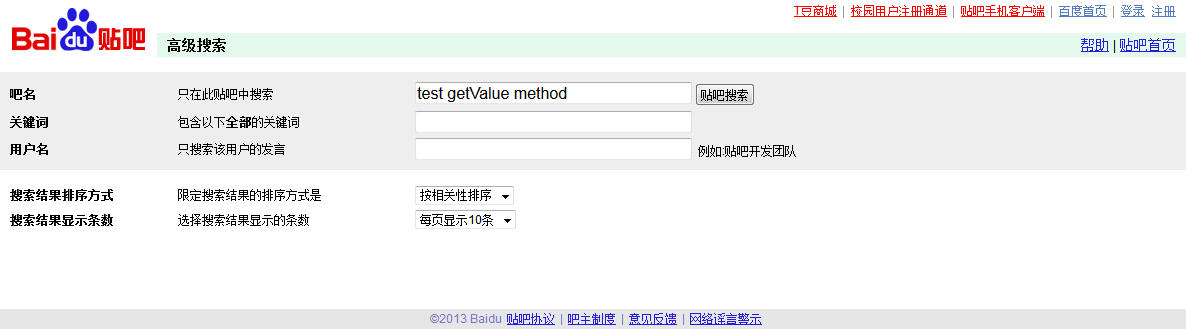 T豆商城 | 校园用户注册通道 | 贴吧手机客户端 | 百度首页 | 登录 注册
Bai du 贴吧 高级搜索 帮助 | 贴吧首页
吧名 只在此贴吧中搜索 test getValue method 贴吧搜索
关键词 包含以下全部的关键词
用户名 只搜索该用户的发言 例如:贴吧开发团队
搜索结果排序方式 限定搜索结果的排序方式是 按相关性排序
搜索结果显示条数 选择搜索结果显示的条数 每页显示10条
©2013 Baidu 贴吧协议 | 吧主制度 | 意见反馈 | 网络谣言警示